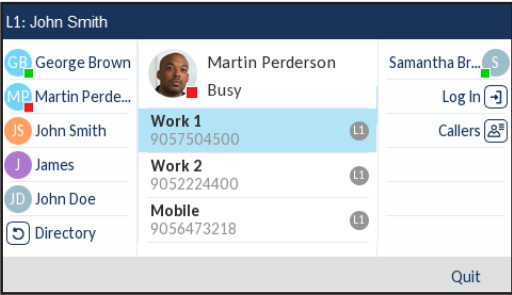 L1: John Smith
GB George Brown
MP Martin Perde...
JS John Smith
J James
JD John Doe
Directory
Martin Perderson
Busy
Work 1
9057504500
L1
Work 2
9052224400
L1
Mobile
9056473218
L1
Samantha Br... S
Log In
Callers
Quit